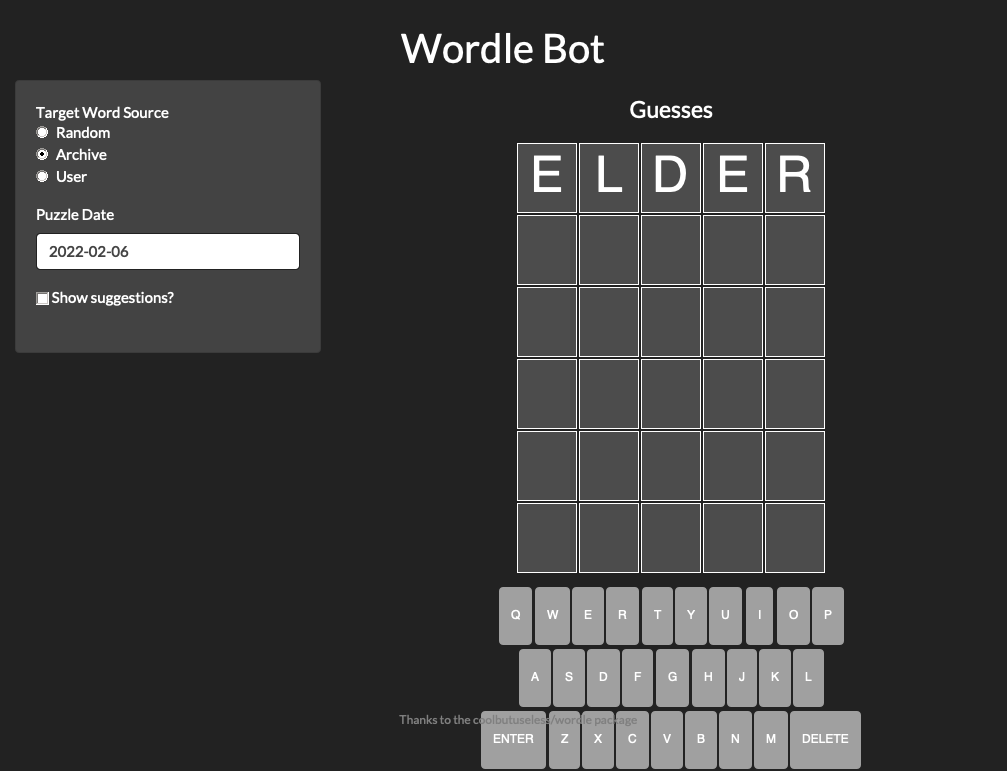 Wordle Bot
Target Word Source
Random
Archive
User
Puzzle Date
2022-02-06
Show suggestions?
Guesses
E L D E R
Q W E R T Y U I O P
A S D F G H J K L
Thanks to the coolbutuseless/wordle package
ENTER Z X C V B N M DELETE